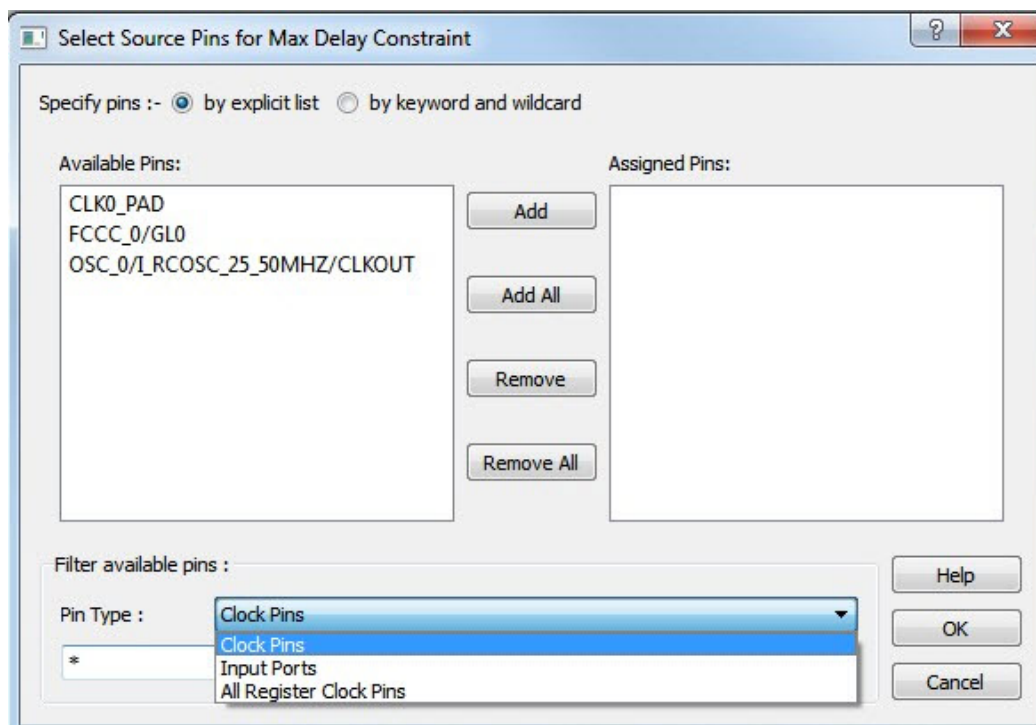 Select Source Pins for Max Delay Constraint
? X
Specify pins :- by explicit list by keyword and wildcard
Available Pins:
Assigned Pins:
CLK0_PAD
FCCC_0/GL0
OSC_0/I_RCOSC_25_50MHZ/CLKOUT
Add
Add All
Remove
Remove All
Filter available pins :
Pin Type :
Clock Pins
Clock Pins
Input Ports
All Register Clock Pins
*
Help
OK
Cancel